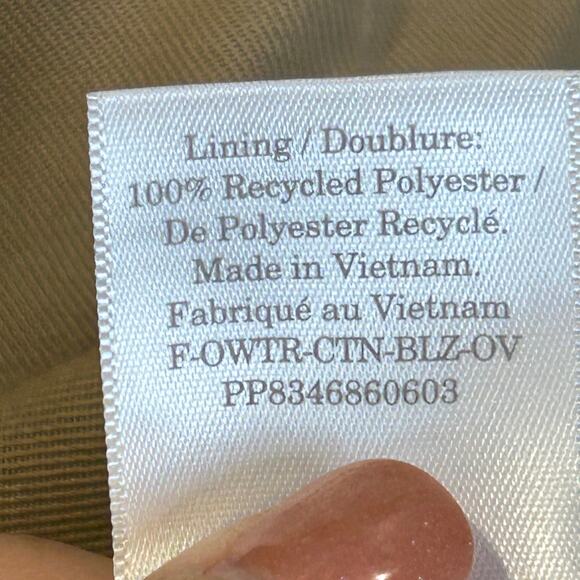 Lining / Doublure:
100% Recycled Polyester /
De Polyester Recyclé.
Made in Vietnam.
Fabriqué au Vietnam
F-OWTR-CTN-BLZ-OV
PP8346860603